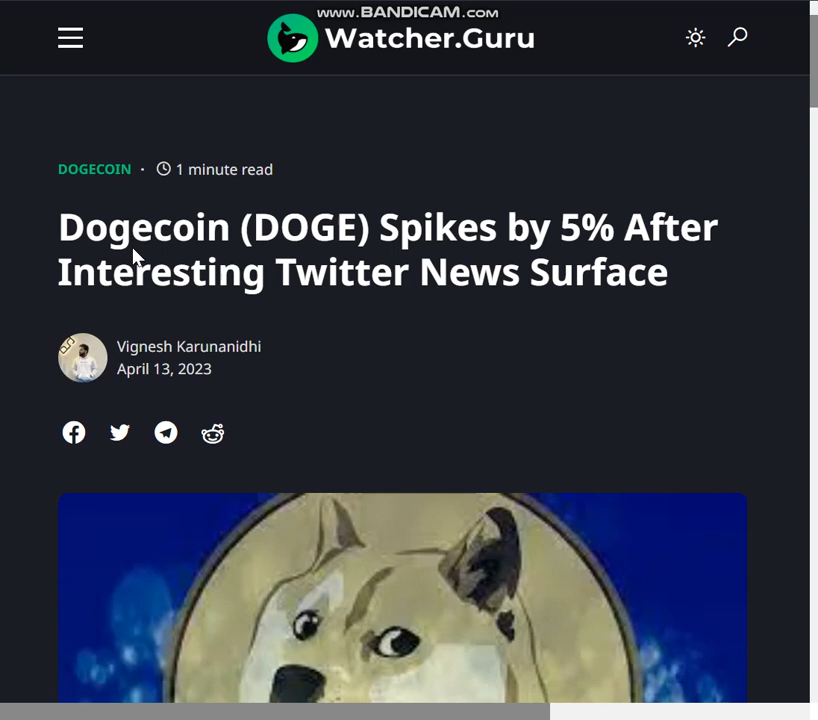 www.BANDICAM.com
Watcher.Guru
DOGECOIN · 1 minute read
Dogecoin (DOGE) Spikes by 5% After
Interesting Twitter News Surface
Vignesh Karunanidhi
April 13, 2023